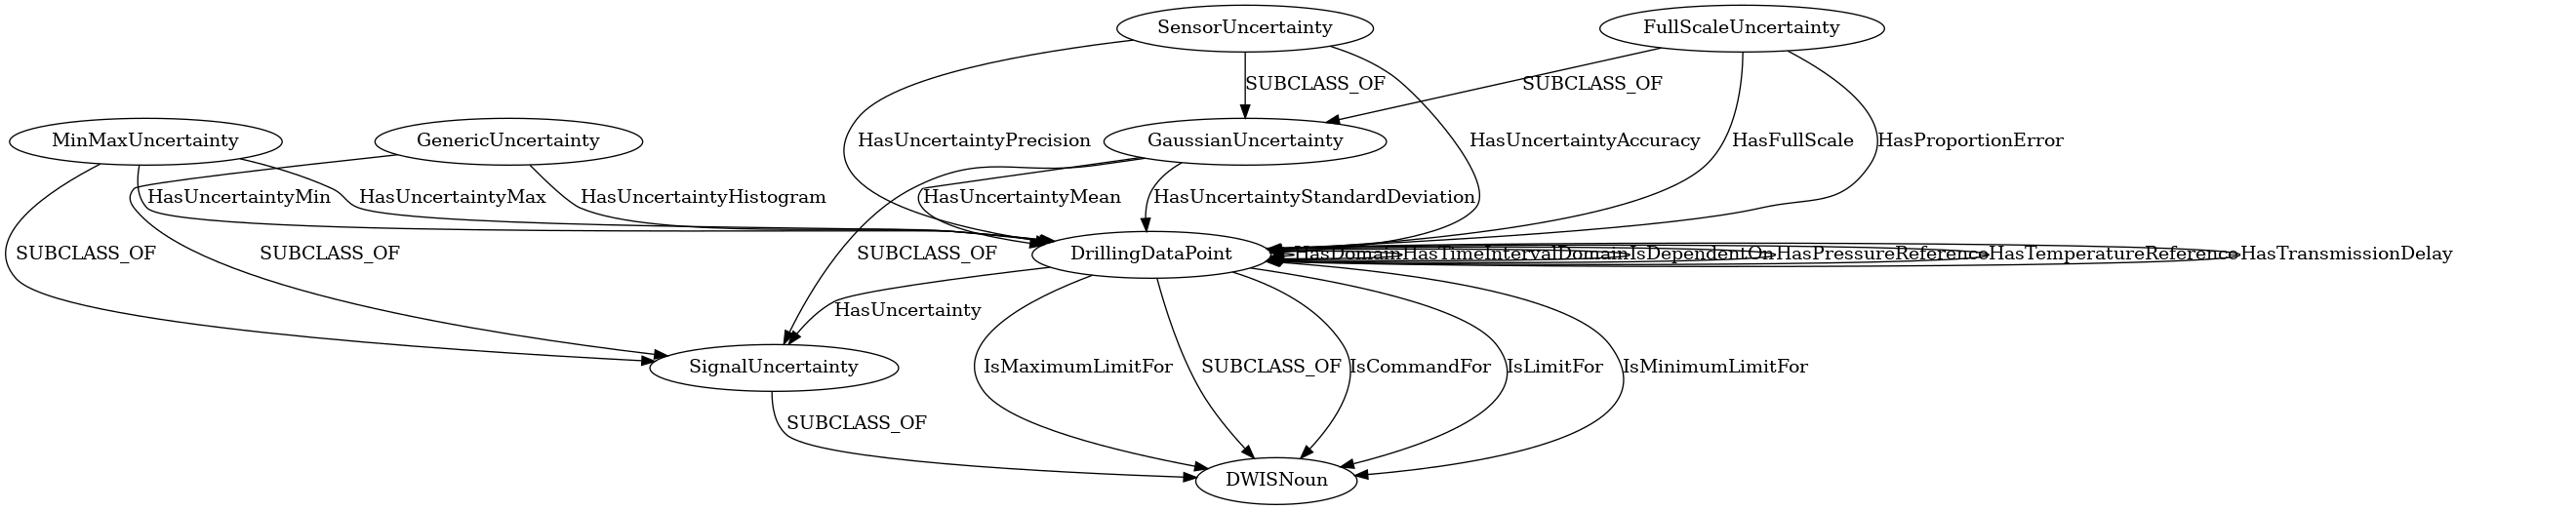 SensorUncertainty
FullScaleUncertainty
SUBCLASS_OF
SUBCLASS_OF
MinMaxUncertainty
GenericUncertainty
HasUncertaintyPrecision
GaussianUncertainty
HasUncertaintyAccuracy
HasFullScale
HasProportionError
HasUncertaintyMin
HasUncertaintyMax
HasUncertaintyHistogram
HasUncertaintyMean
HasUncertaintyStandardDeviation
SUBCLASS_OF
SUBCLASS_OF
SUBCLASS_OF
DrillingDataPoint
HasDomain
HasTimeIntervalDomain
IsDependentOn
HasPressureReference
HasTemperatureReference
HasTransmissionDelay
HasUncertainty
SignalUncertainty
IsMaximumLimitFor
SUBCLASS_OF
IsCommandFor
IsLimitFor
IsMinimumLimitFor
SUBCLASS_OF
DWISNoun